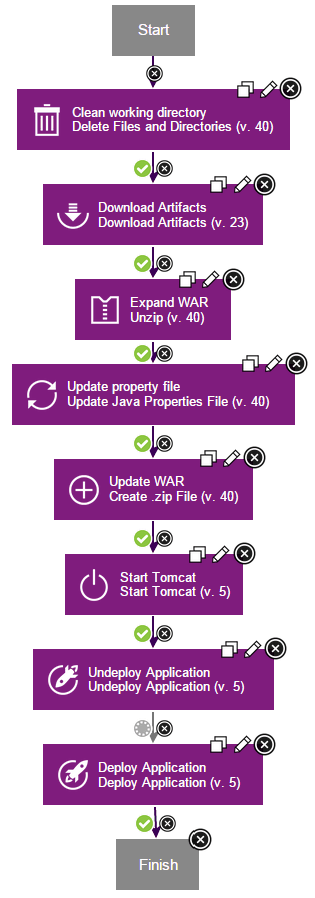 Start
Clean working directory
Delete Files and Directories (v. 40)
Download Artifacts
Download Artifacts (v. 23)
Expand WAR
Unzip (v. 40)
Update property file
Update Java Properties File (v. 40)
Update WAR
Create .zip File (v. 40)
Start Tomcat
Start Tomcat (v. 5)
Undeploy Application
Undeploy Application (v. 5)
Deploy Application
Deploy Application (v. 5)
Finish